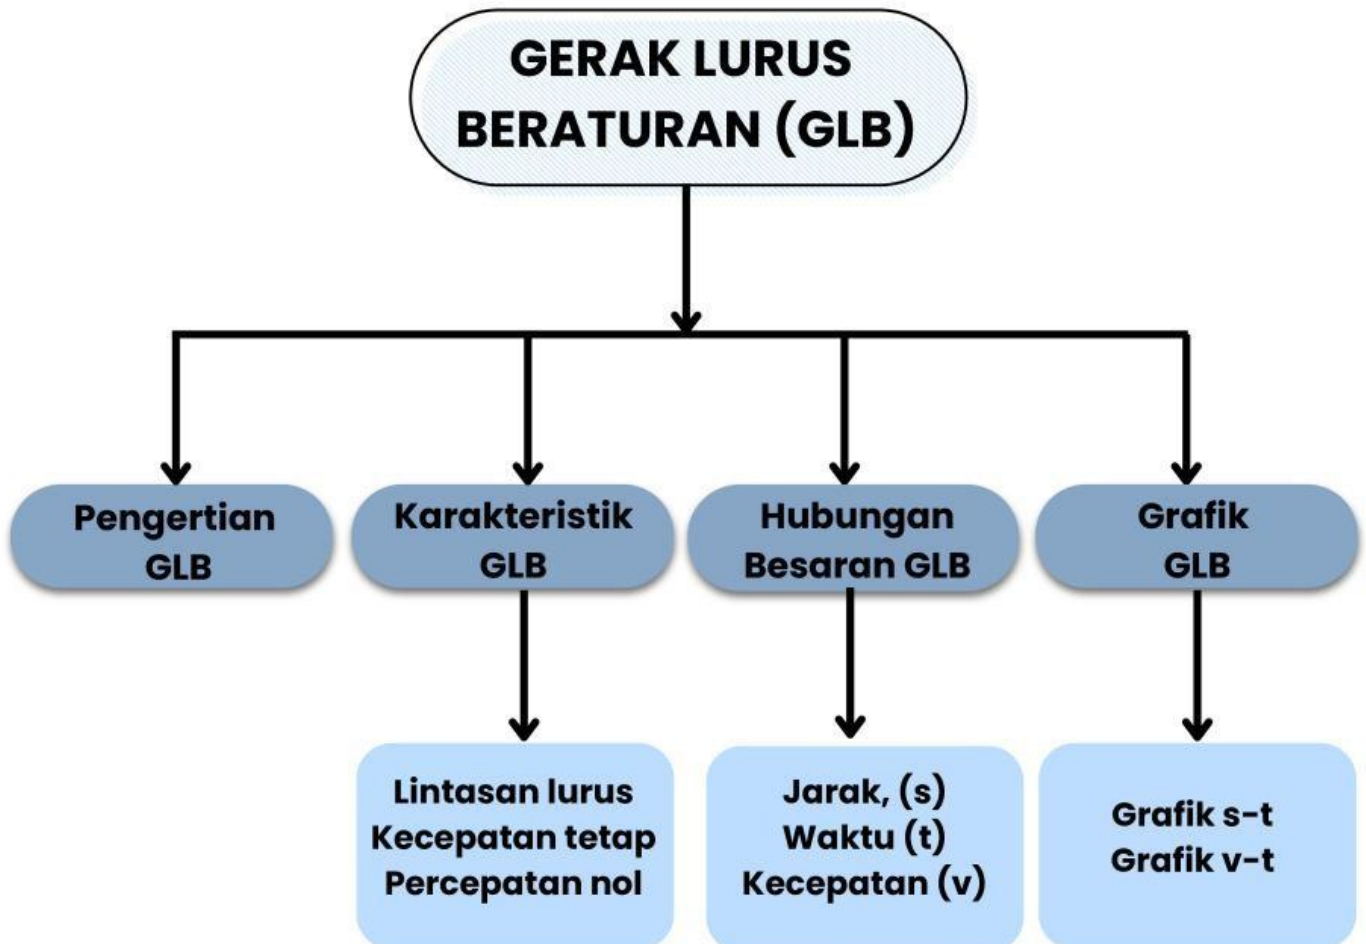 GERAK LURUS
BERATURAN (GLB)
Pengertian
GLB
Karakteristik
GLB
Hubungan
Besaran GLB
Grafik
GLB
Lintasan lurus
Kecepatan tetap
Percepatan nol
Jarak, (s)
Waktu (t)
Kecepatan (v)
Grafik s-t
Grafik v-t